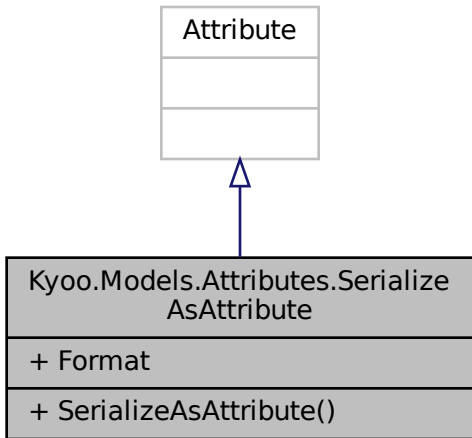 Attribute
Kyoo.Models.Attributes.Serialize
AsAttribute
+ Format
+ SerializeAsAttribute()